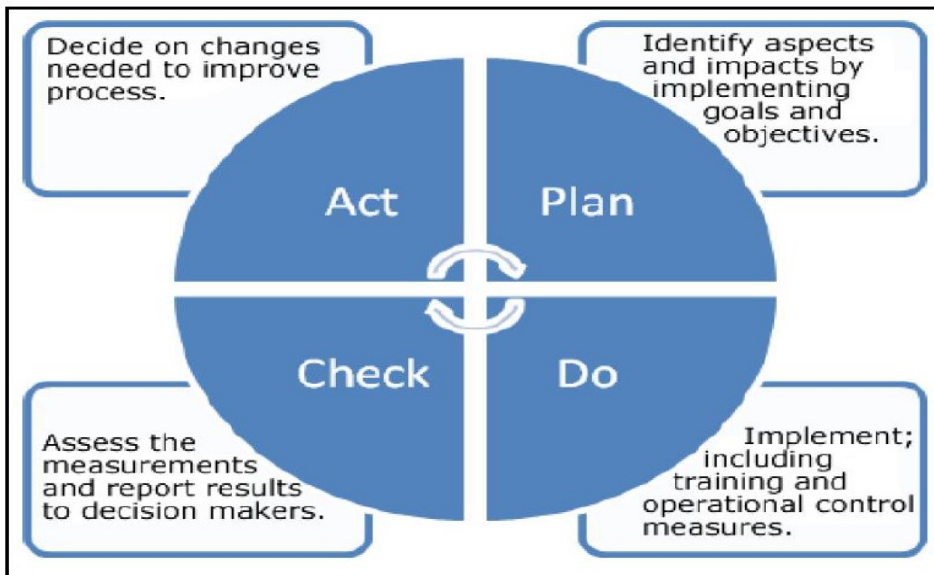 Decide on changes
needed to improve
process.
Identify aspects
and impacts by
implementing
goals and
objectives.
Act
Plan
Check
Do
Assess the
measurements
and report results
to decision makers.
Implement;
including
training and
operational control
measures.